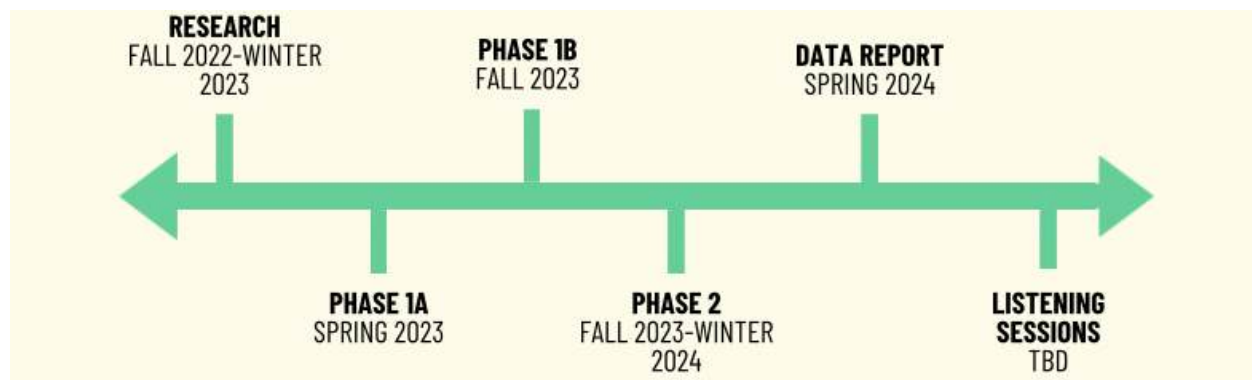 RESEARCH
FALL 2022-WINTER
2023
PHASE 1B
FALL 2023
DATA REPORT
SPRING 2024
PHASE 1A
SPRING 2023
PHASE 2
FALL 2023-WINTER
2024
LISTENING
SESSIONS
TBD